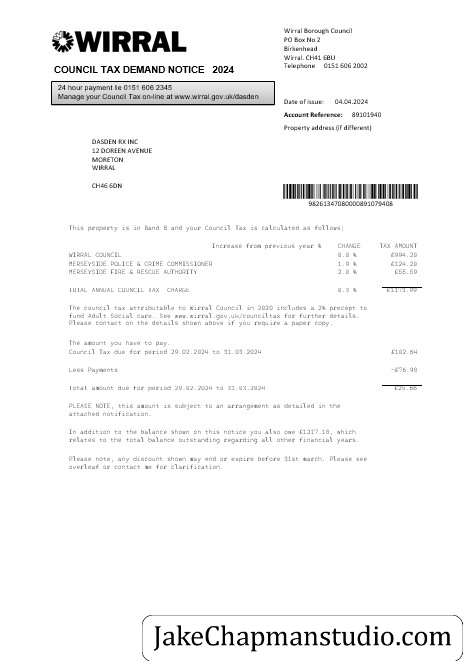 WIRRAL
COUNCIL TAX DEMAND NOTICE 2024
24 hour payment lie 0151 606 2345
Manage your Council Tax on-line at www.wirral.gov.uk/dasden
Wirral Borough Council
PO Box No.2
Birkenhead
Wirral. CH41 6BU
Telephone 0151 606 2002
Date of issue: 04.04.2024
Account Reference: 89101940
Property address (if different)
DASDEN RX INC
12 DOREEN AVENUE
MORETON
WIRRAL
CH46 6DN
98261347080000891079408
This property is in Band B and your Council Tax is calculated as follows:
Increase from previous year % CHANGE TAX AMOUNT
WIRRAL COUNCIL 0.0 % £994.20
MERSEYSIDE POLICE & CRIME COMMISSIONER 1.9 % £124.20
MERSEYSIDE FIRE & RESCUE AUTHORITY 2.0 %
TOTAL ANNUAL COUNCIL TAX CHARGE 0.3 %
The council tax attributable to Wirral Council in 2020 includes a 2% precept to
fund Adult Social care. See www.wirral.gov.uk/counciltax for further details.
Please contact on the details shown above if you require a paper copy.
The amount you have to pay.
Council Tax due for period 29.02.2024 to 31.03.2024 £102.64
Less Payments -£76.98
Total amount due for period 29.02.2024 to 31.03.2024 £25.66
PLEASE NOTE, this amount is subject to an arrangement as detailed in the
attached notification.
In addition to the balance shown on this notice you also owe £1317.18, which
relates to the total balance outstanding regarding all other financial years.
Please note, any discount shown may end or expire before 31st march. Please see
overleaf or contact me for clarification.
JakeChapmanstudio.com